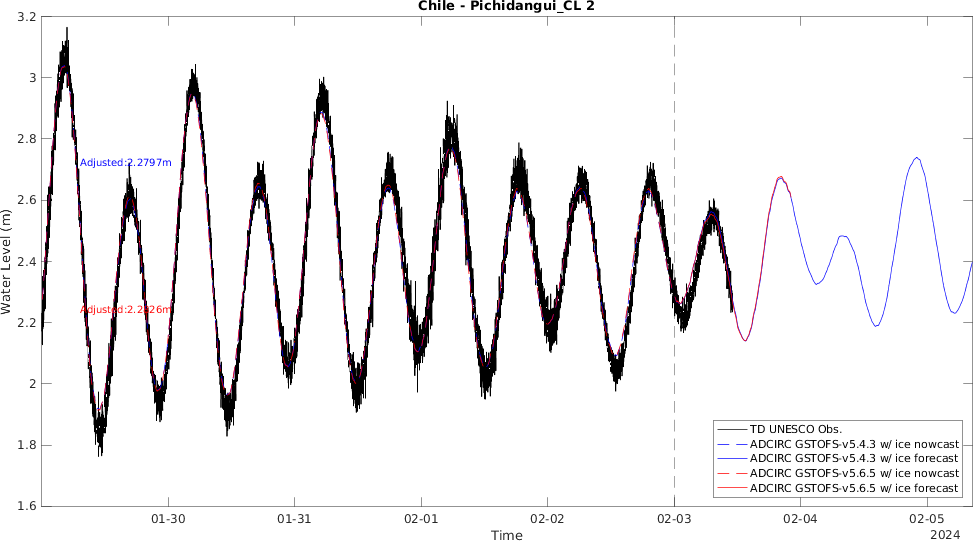 Chile - Pichidangui_CL 2
Water Level (m)
3.2
3
2.8
2.6
2.4
2.2
2
1.8
1.6
Adjusted:2.2797m
TD UNESCO Obs.
ADCIRC GSTOFS-v5.4.3 w/ ice nowcast
ADCIRC GSTOFS-v5.4.3 w/ ice forecast
ADCIRC GSTOFS-v5.6.5 w/ ice nowcast
ADCIRC GSTOFS-v5.6.5 w/ ice forecast
01-30
01-31
02-01
02-02
02-03
02-04
02-05
Time
2024